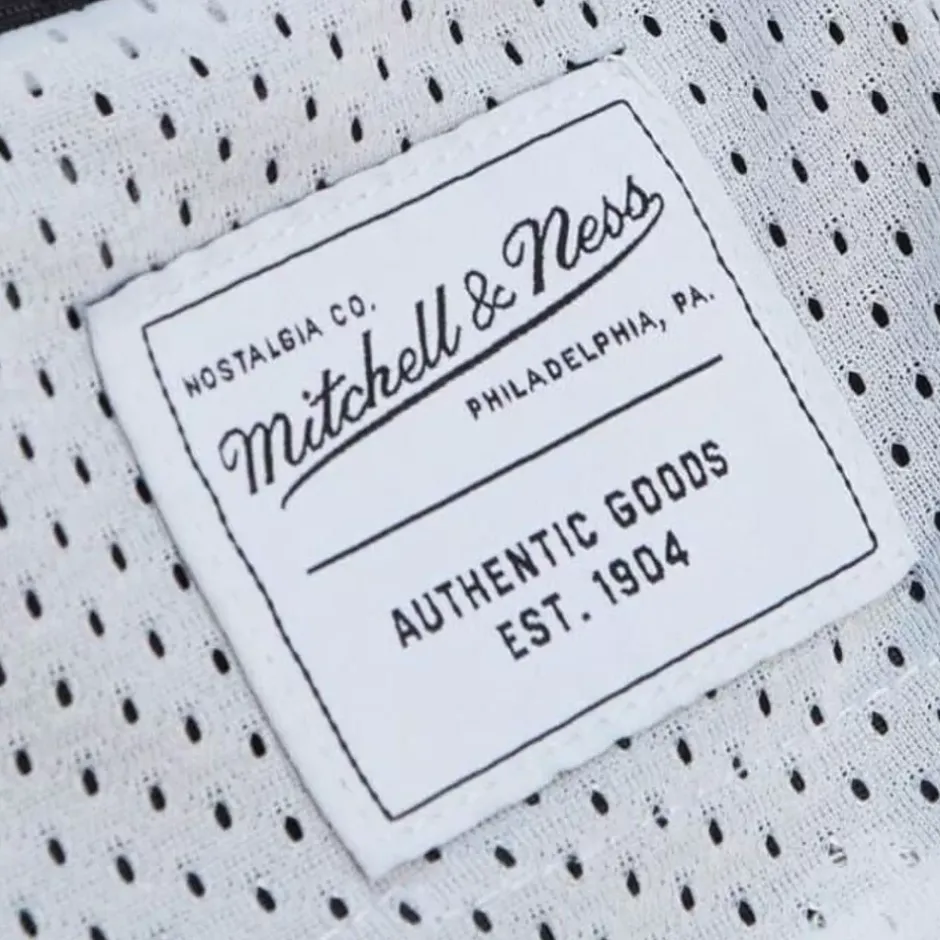 NOSTALGIA CO.
Mitchell & Ness
PHILADELPHIA, PA.
AUTHENTIC GOODS
EST. 1904